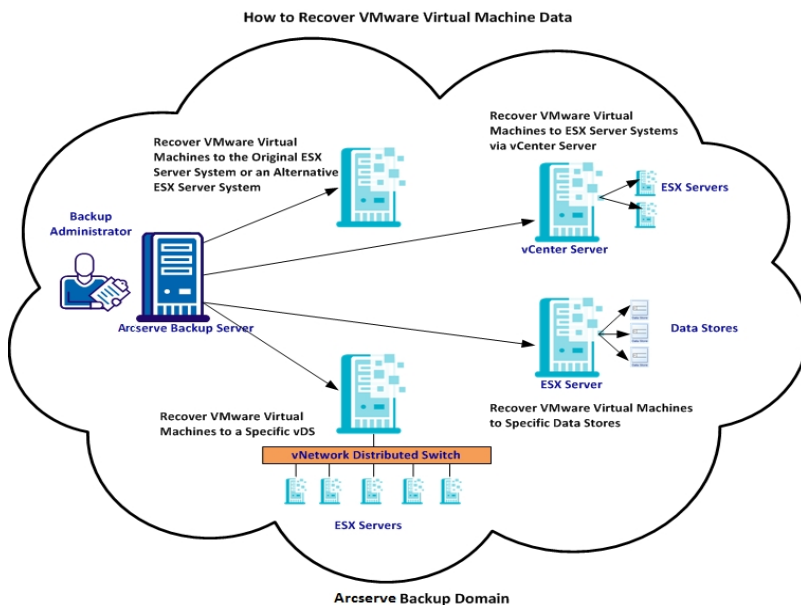 How to Recover VMware Virtual Machine Data
Recover VMware Virtual
Machines to the Original ESX
Server System or an Alternative
ESX Server System
Recover VMware Virtual
Machines to ESX Server Systems
via vCenter Server
ESX Servers
vCenter Server
Backup
Administrator
Arcserve Backup Server
Data Stores
ESX Server
Recover VMware Virtual Machines
to Specific Data Stores
Recover VMware Virtual
Machines to a Specific vDS
vNetwork Distributed Switch
ESX Servers
Arcserve Backup Domain